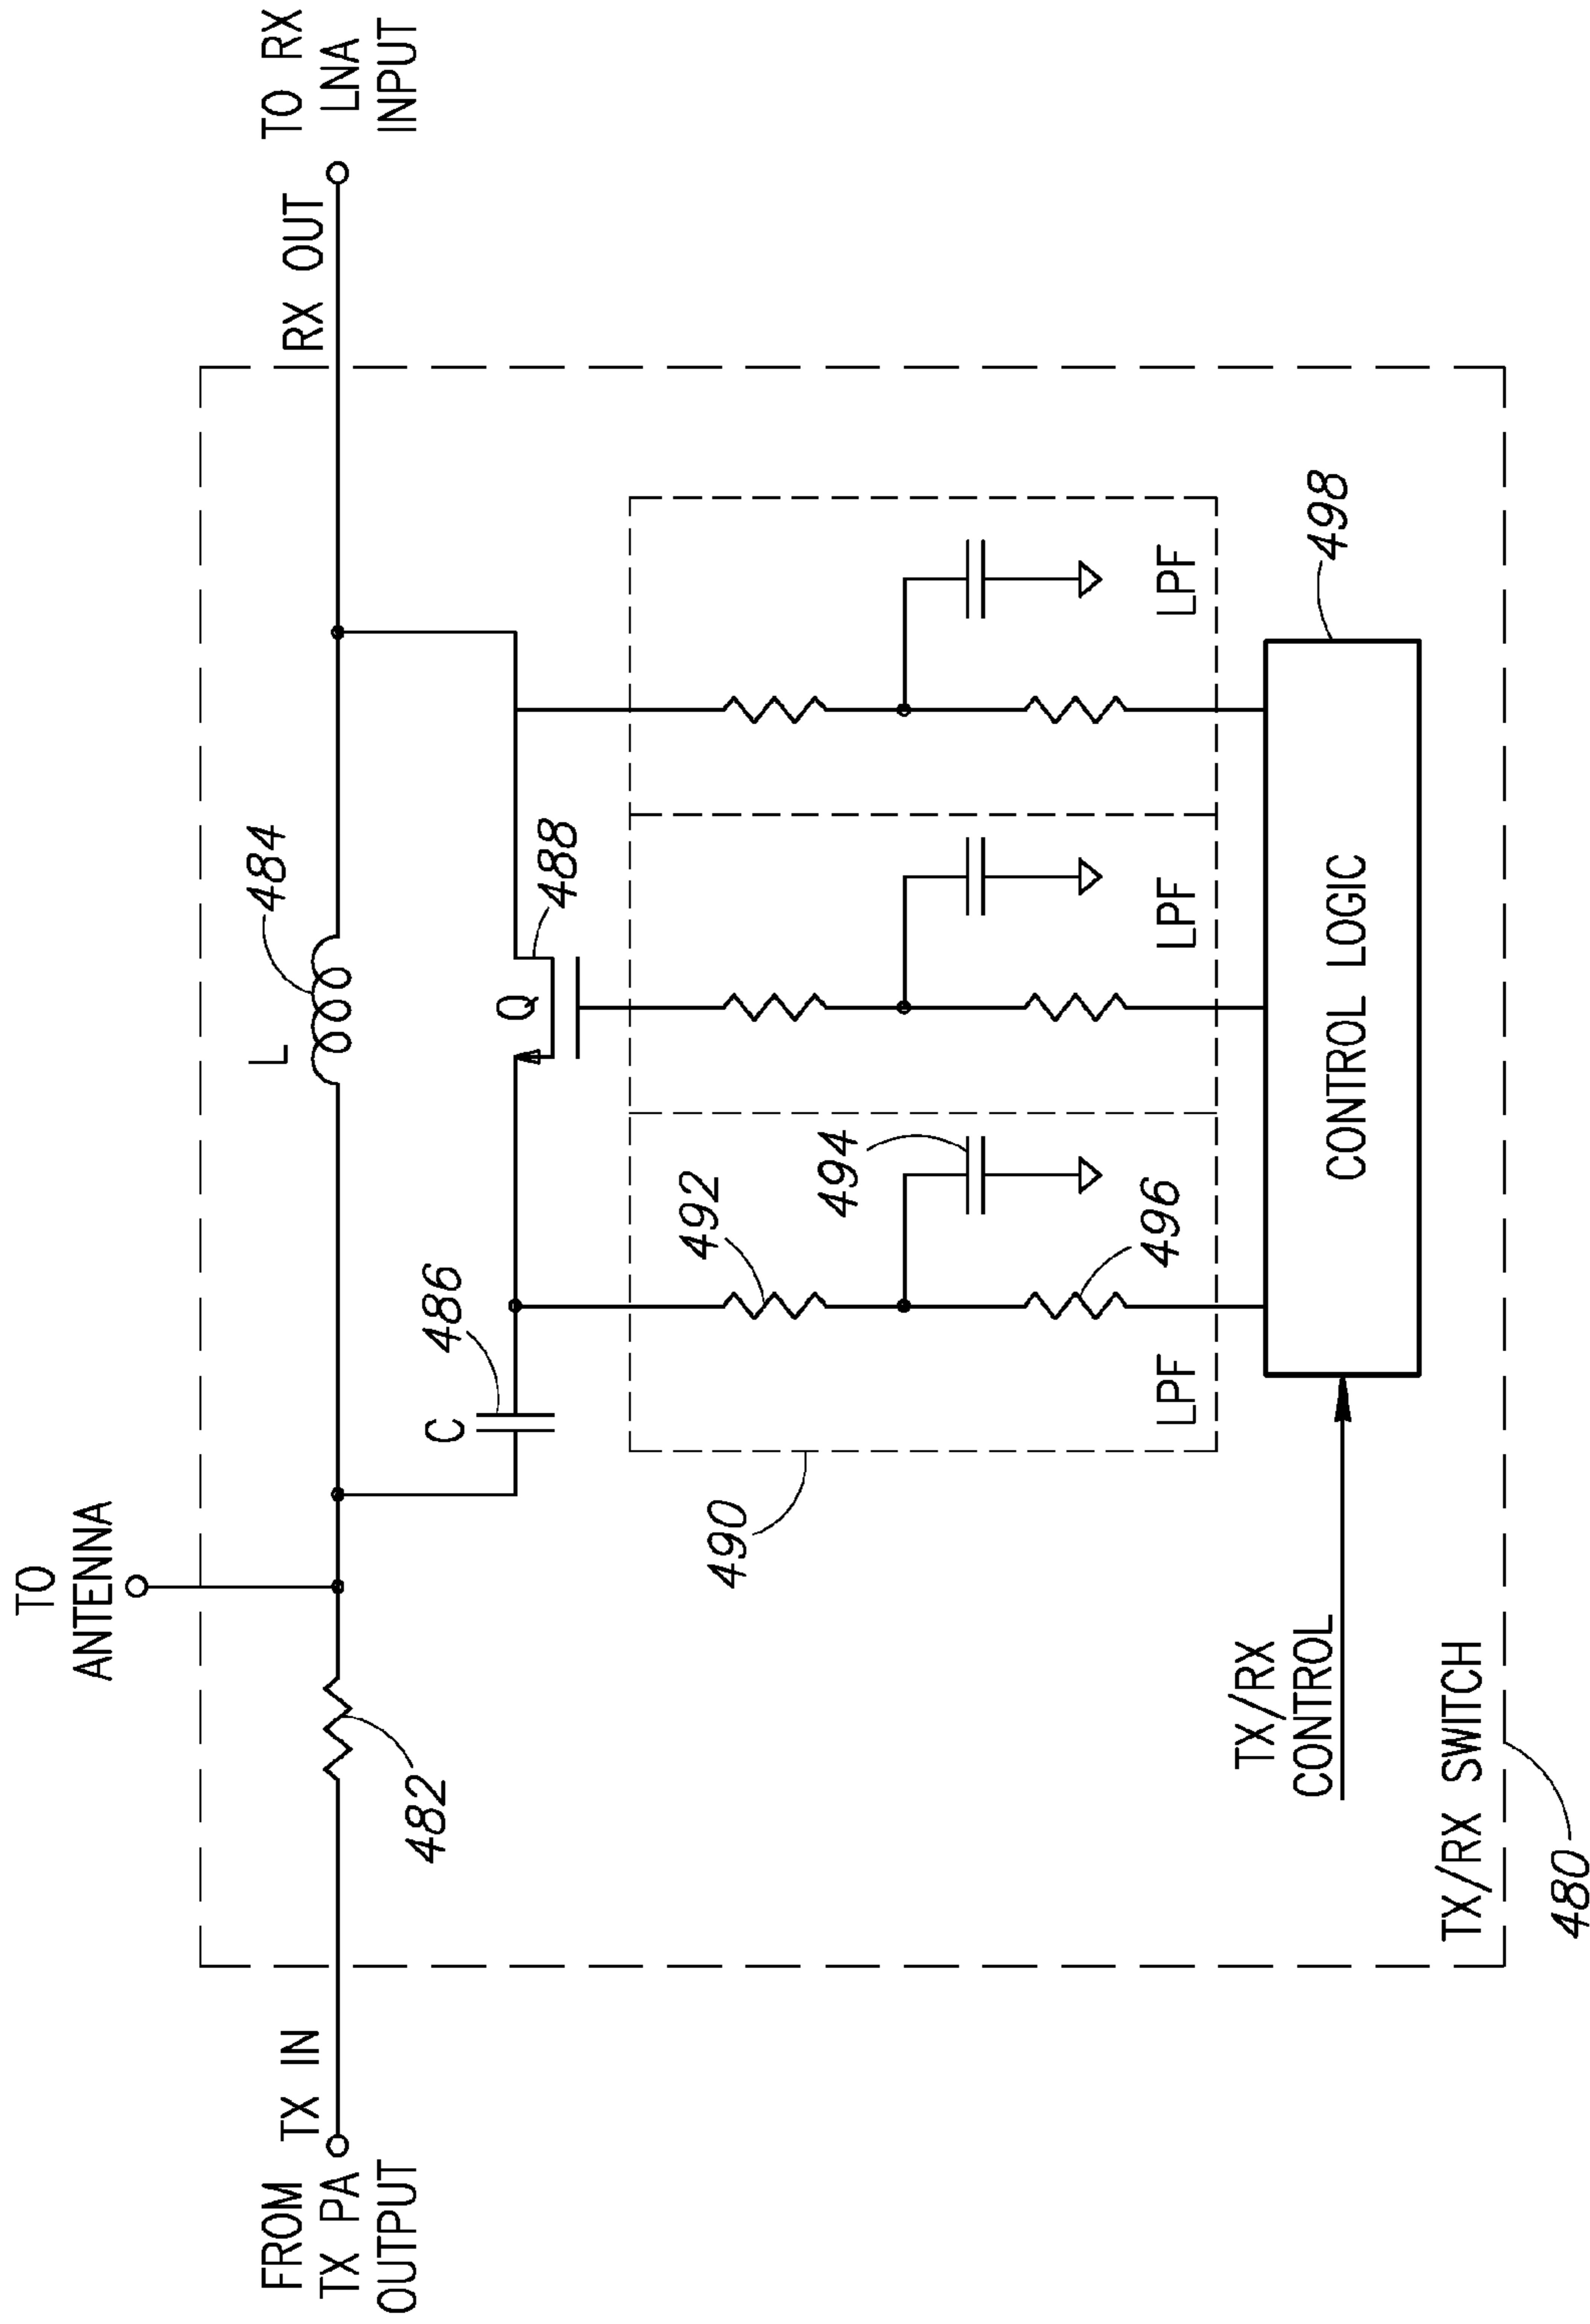 TO
ANTENNA
FROM
TX PA
OUTPUT
TX IN
482
L
484
RX OUT
TO RX
LNA
INPUT
C
486
Q
488
490
492
494
496
LPF
LPF
LPF
TX/RX
CONTROL
CONTROL LOGIC
498
TX/RX SWITCH
480